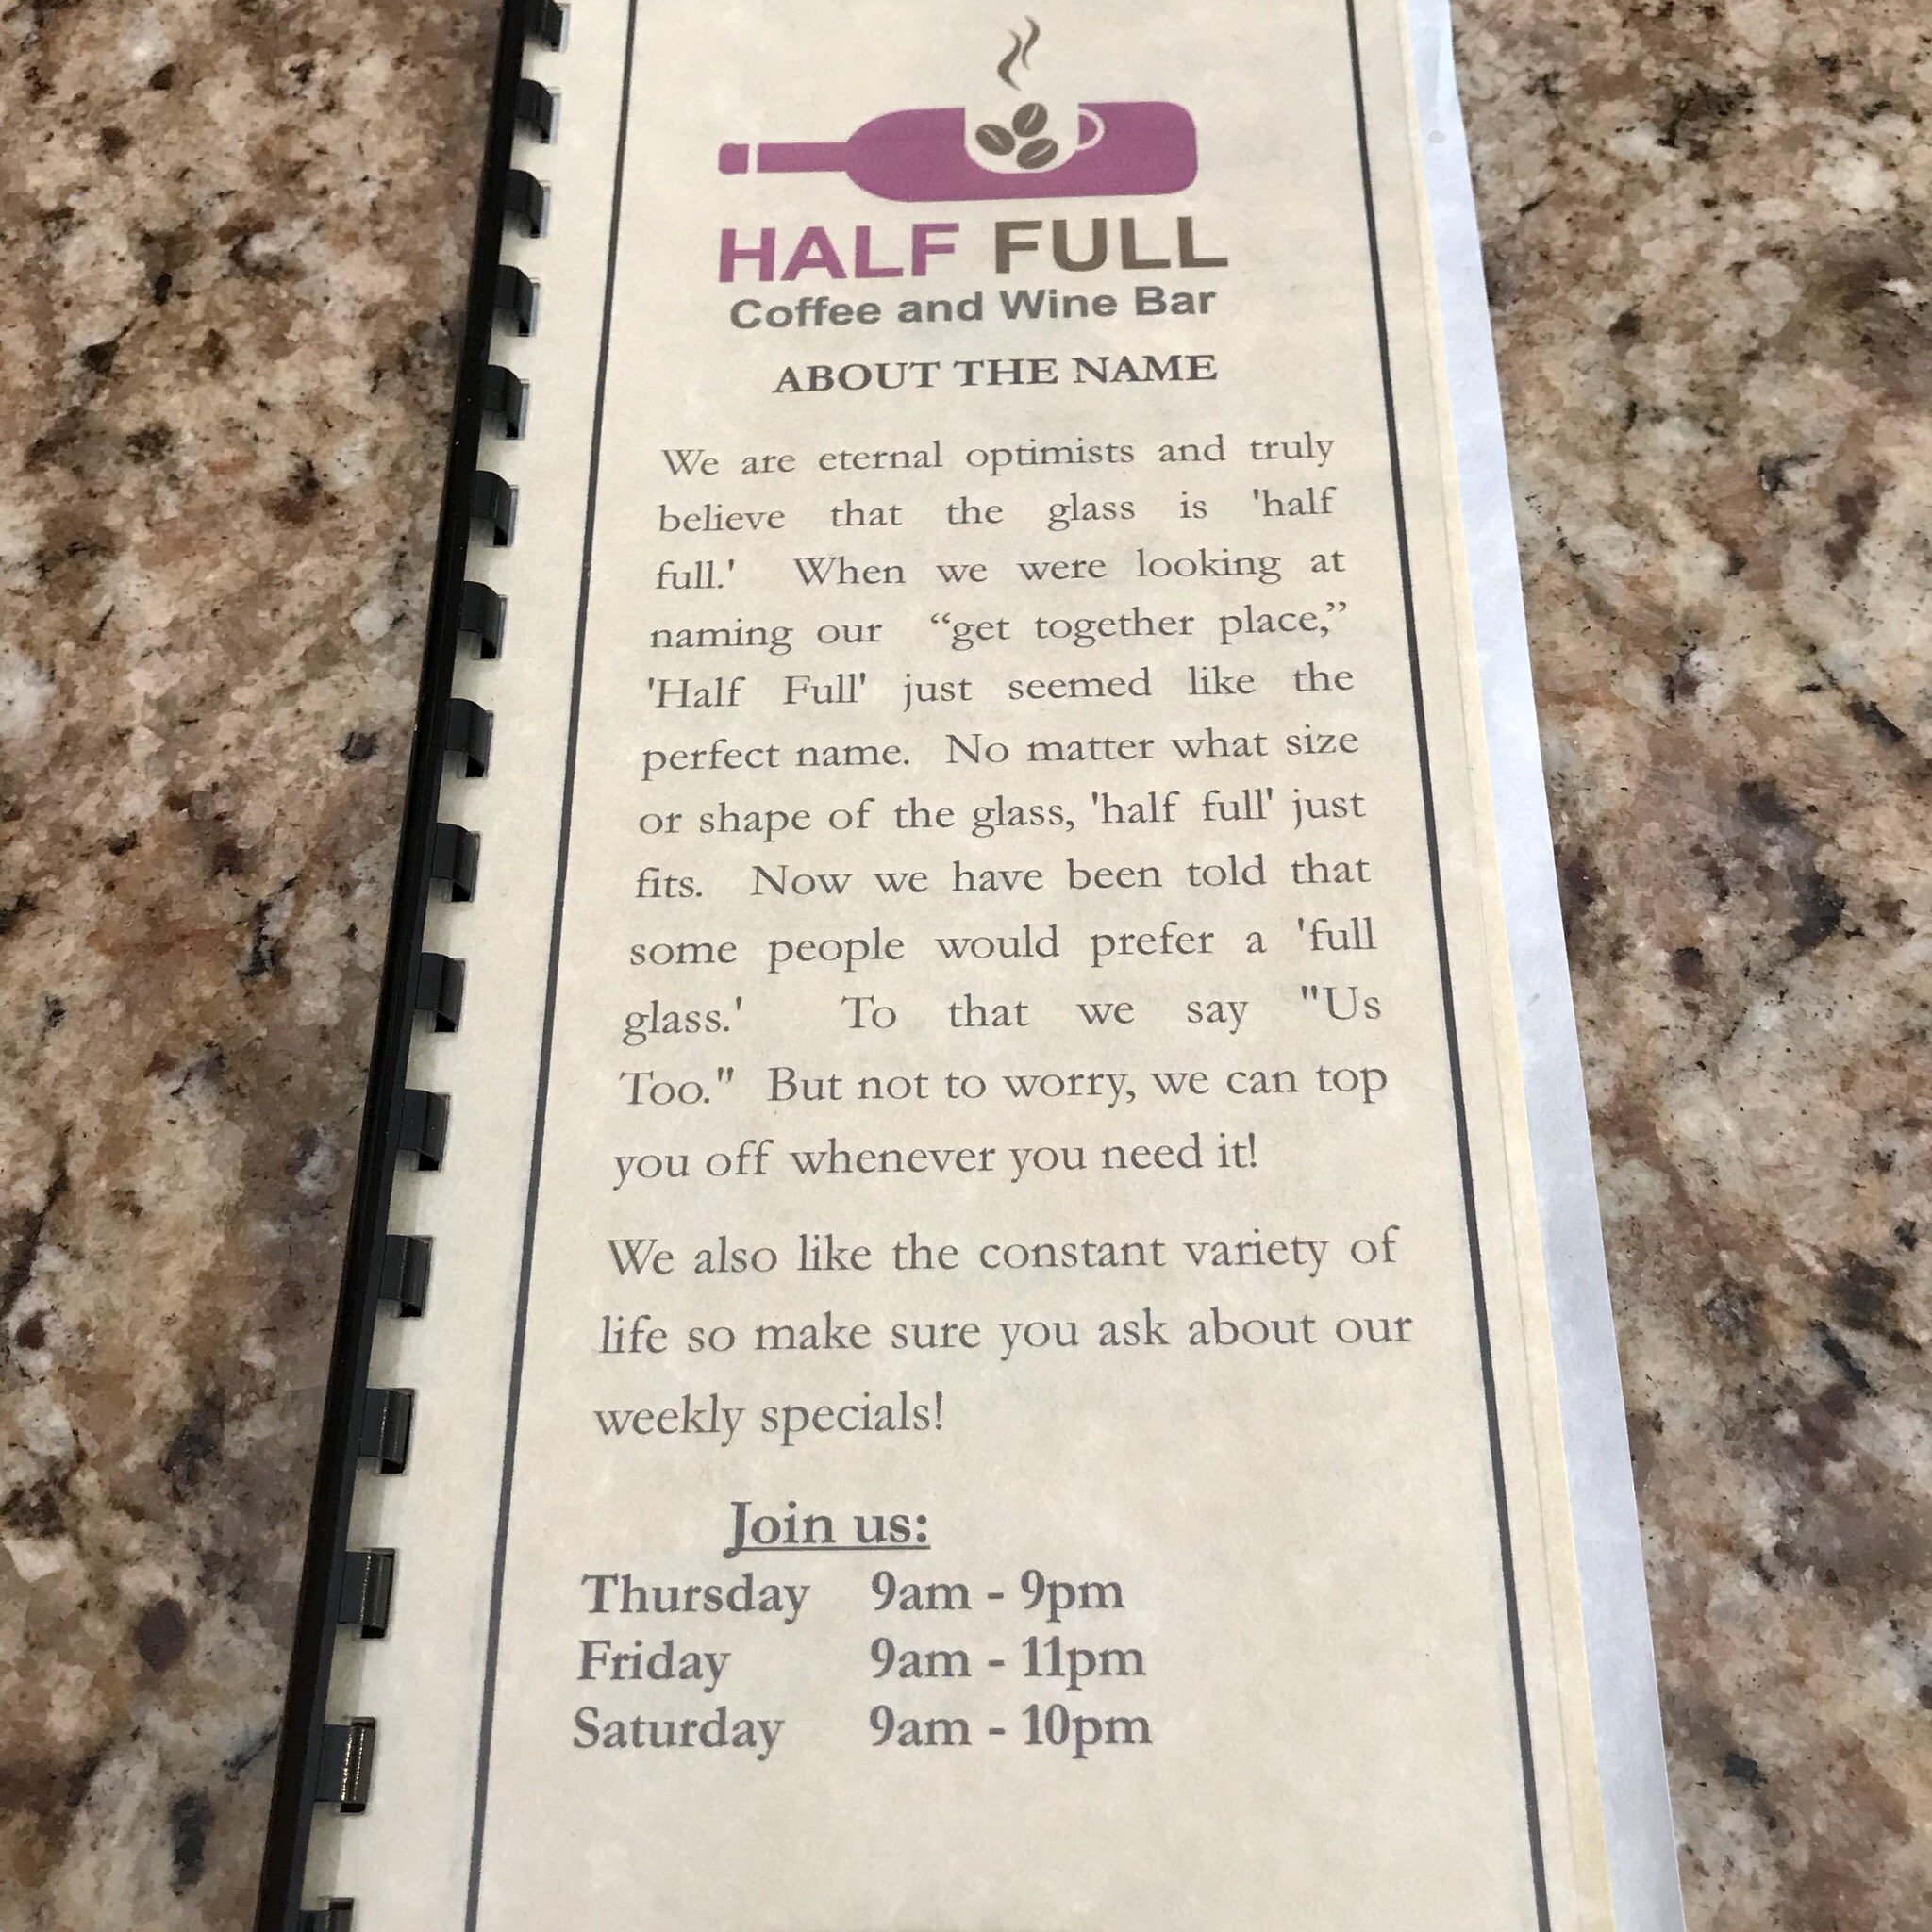 HALF FULL
Coffee and Wine Bar
ABOUT THE NAME
We are eternal optimists and truly
believe that the glass is 'half
full.' When we were looking at
naming our “get together place,”
'Half Full' just seemed like the
perfect name. No matter what size
or shape of the glass, 'half full' just
fits. Now we have been told that
some people would prefer a 'full
glass.' To that we say "Us
Too." But not to worry, we can top
you off whenever you need it!
We also like the constant variety of
life so make sure you ask about our
weekly specials!
Join us:
Thursday 9am - 9pm
Friday 9am - 11pm
Saturday 9am - 10pm